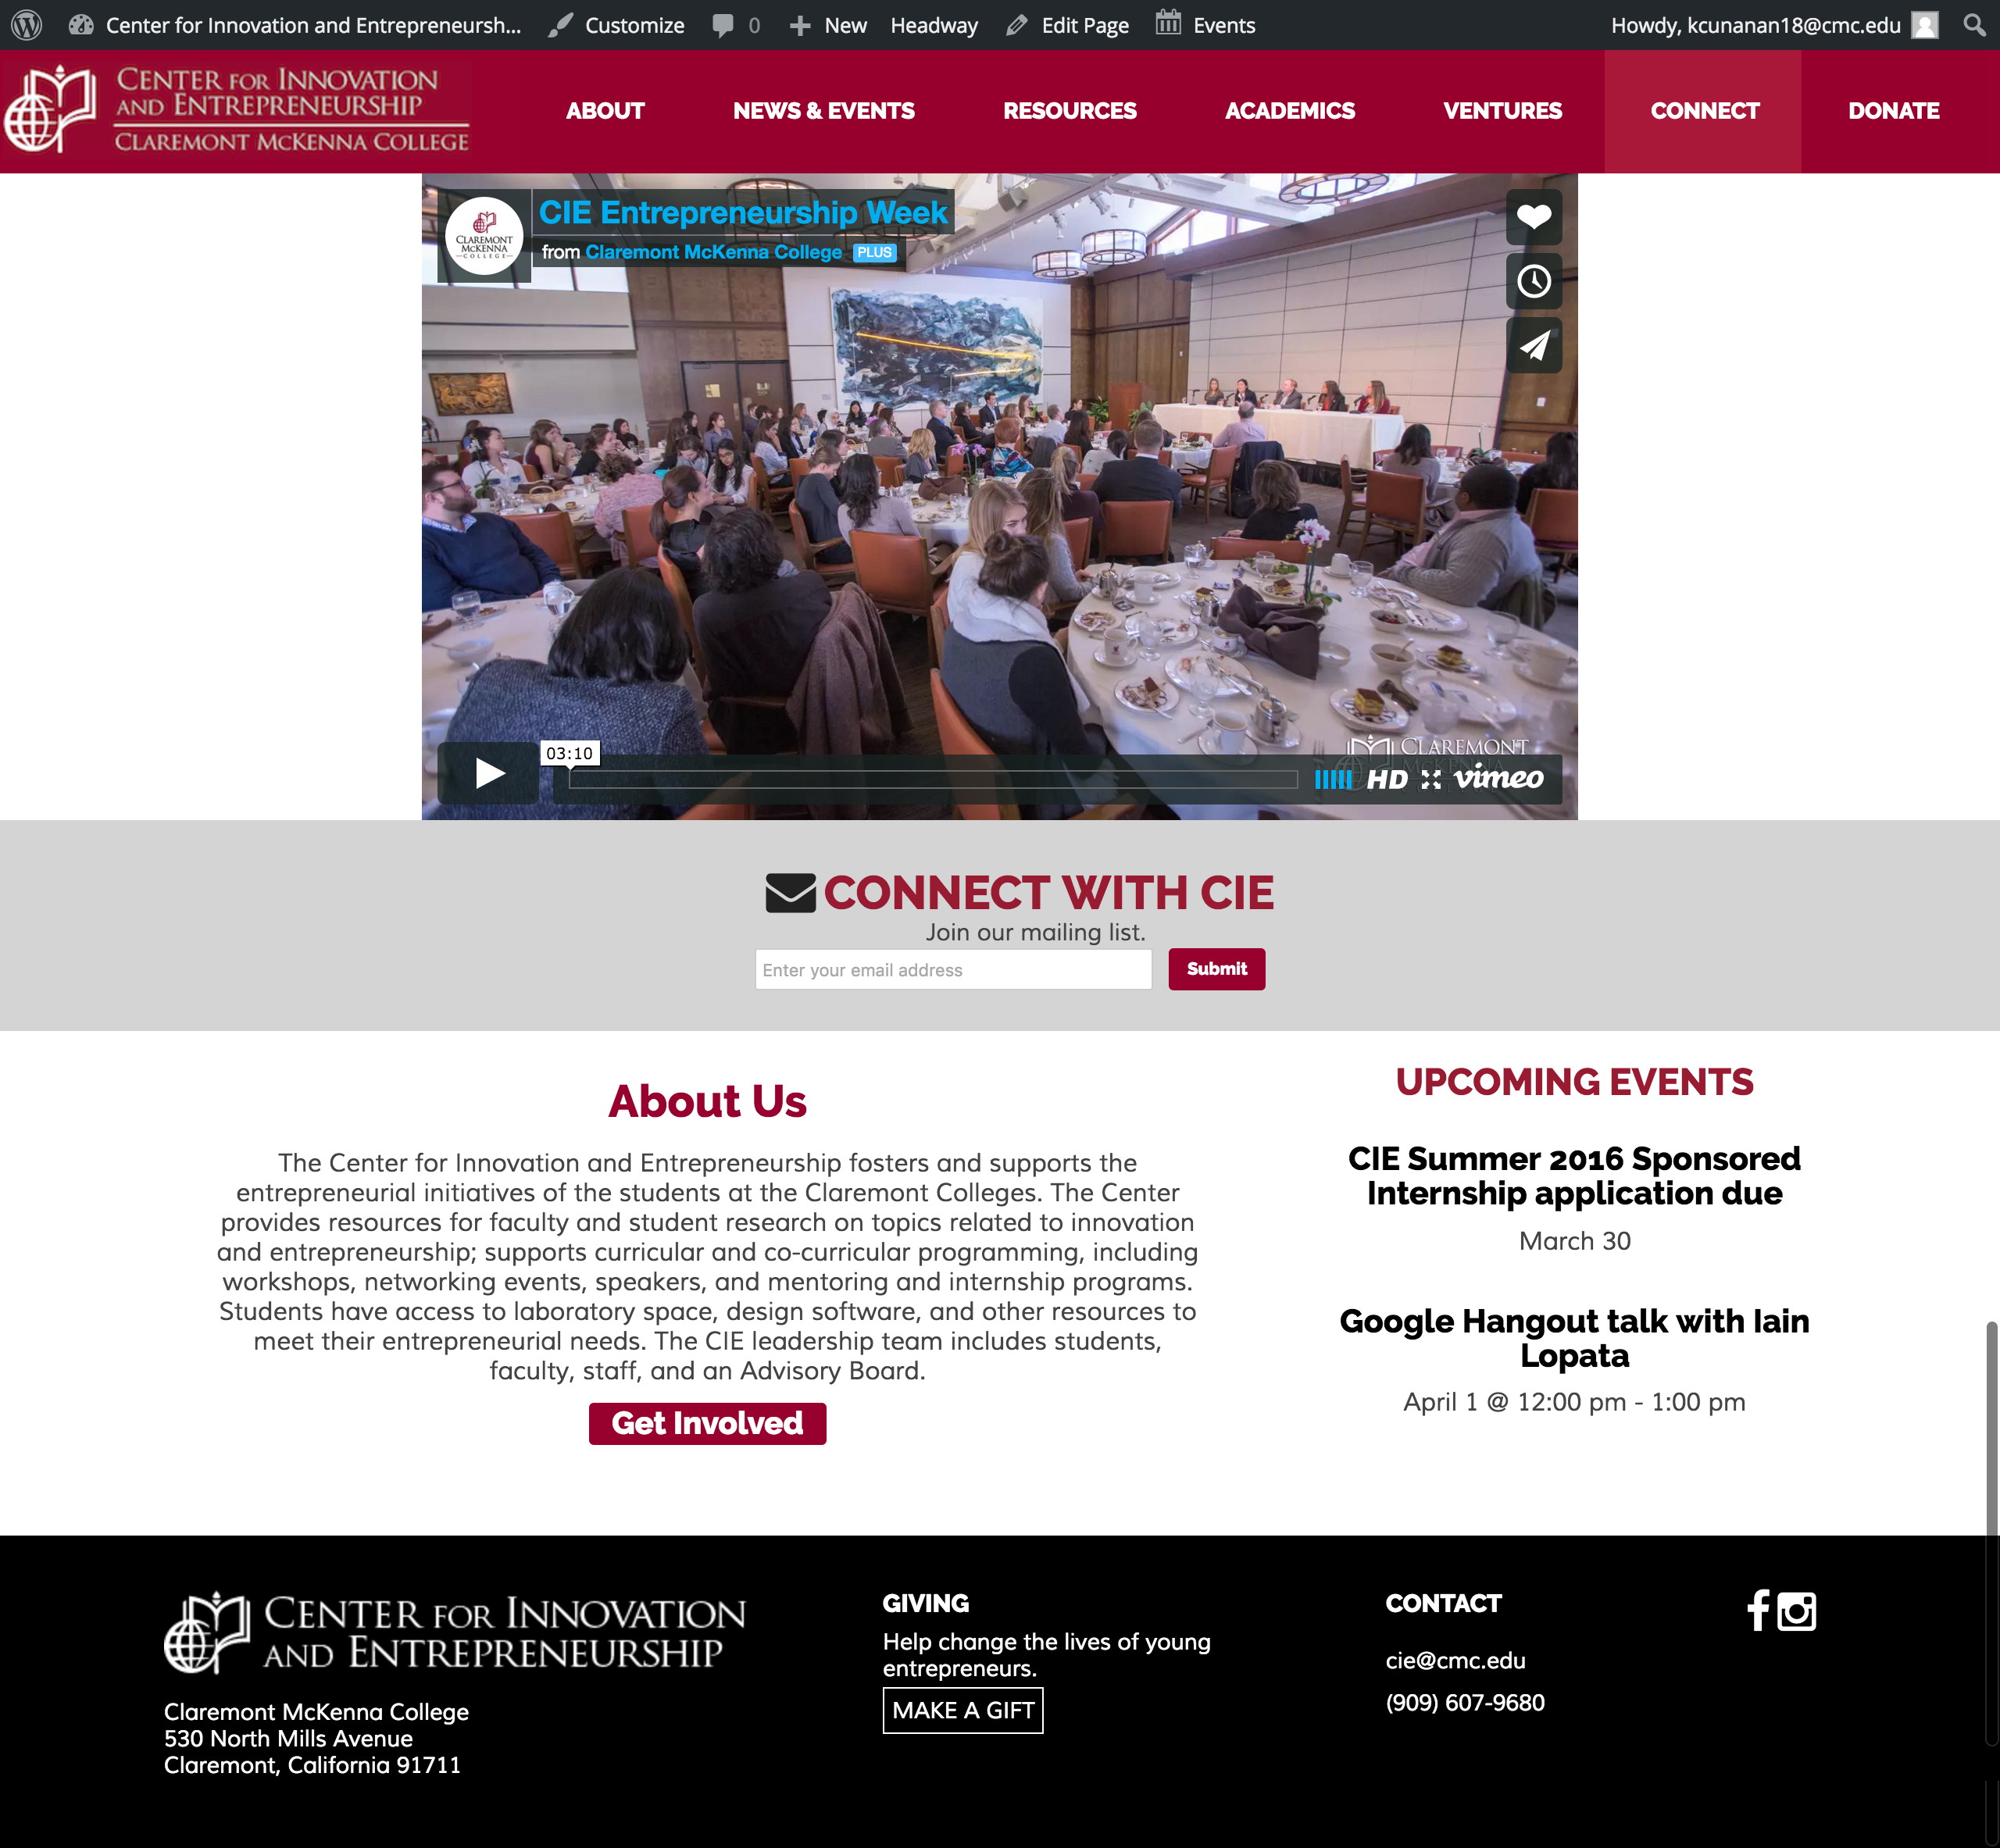 Center for Innovation and Entrepreneursh...
Customize
0
New
Headway
Edit Page
Events
Howdy, kcunanan18@cmc.edu
CENTER FOR INNOVATION
AND ENTREPRENEURSHIP
CLAREMONT MCKENNA COLLEGE
ABOUT
NEWS & EVENTS
RESOURCES
ACADEMICS
VENTURES
CONNECT
DONATE
CLAREMONT
MCKENNA
COLLEGE
CIE Entrepreneurship Week
from Claremont McKenna College PLUS
03:10
CLAREMONT
HD
vimeo
CONNECT WITH CIE
Join our mailing list.
Enter your email address
Submit
About Us
The Center for Innovation and Entrepreneurship fosters and supports the
entrepreneurial initiatives of the students at the Claremont Colleges. The Center
provides resources for faculty and student research on topics related to innovation
and entrepreneurship; supports curricular and co-curricular programming, including
workshops, networking events, speakers, and mentoring and internship programs.
Students have access to laboratory space, design software, and other resources to
meet their entrepreneurial needs. The CIE leadership team includes students,
faculty, staff, and an Advisory Board.
Get Involved
UPCOMING EVENTS
CIE Summer 2016 Sponsored
Internship application due
March 30
Google Hangout talk with Iain
Lopata
April 1 @ 12:00 pm - 1:00 pm
CENTER FOR INNOVATION
AND ENTREPRENEURSHIP
Claremont McKenna College
530 North Mills Avenue
Claremont, California 91711
GIVING
Help change the lives of young
entrepreneurs.
MAKE A GIFT
CONTACT
cie@cmc.edu
(909) 607-9680